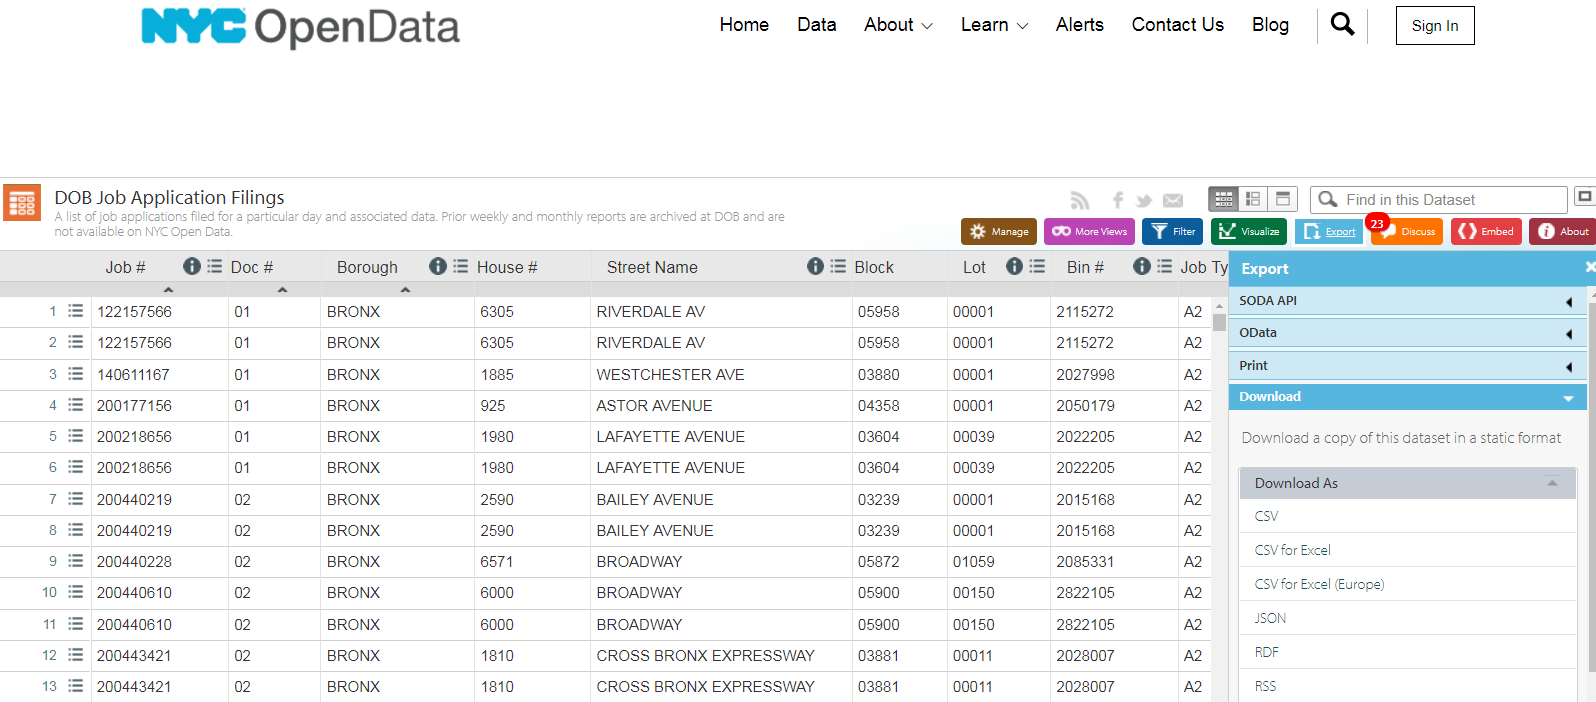 NYC OpenData
Home Data About Learn Alerts Contact Us Blog Sign In
DOB Job Application Filings
A list of job applications filed for a particular day and associated data. Prior weekly and monthly reports are archived at DOB and are
not available on NYC Open Data.
Find in this Dataset
Manage More Views Filter Visualize Export 23 Discuss Embed About
Job # Doc # Borough House # Street Name Block Lot Bin # Job Ty
1 122157566 01 BRONX 6305 RIVERDALE AV 05958 00001 2115272 A2
2 122157566 01 BRONX 6305 RIVERDALE AV 05958 00001 2115272 A2
3 140611167 01 BRONX 1885 WESTCHESTER AVE 03880 00001 2027998 A2
4 200177156 01 BRONX 925 ASTOR AVENUE 04358 00001 2050179 A2
5 200218656 01 BRONX 1980 LAFAYETTE AVENUE 03604 00039 2022205 A2
6 200218656 01 BRONX 1980 LAFAYETTE AVENUE 03604 00039 2022205 A2
7 200440219 02 BRONX 2590 BAILEY AVENUE 03239 00001 2015168 A2
8 200440219 02 BRONX 2590 BAILEY AVENUE 03239 00001 2015168 A2
9 200440228 02 BRONX 6571 BROADWAY 05872 01059 2085331 A2
10 200440610 02 BRONX 6000 BROADWAY 05900 00150 2822105 A2
11 200440610 02 BRONX 6000 BROADWAY 05900 00150 2822105 A2
12 200443421 02 BRONX 1810 CROSS BRONX EXPRESSWAY 03881 00011 2028007 A2
13 200443421 02 BRONX 1810 CROSS BRONX EXPRESSWAY 03881 00011 2028007 A2
Export
SODA API
OData
Print
Download
Download a copy of this dataset in a static format
Download As
CSV
CSV for Excel
CSV for Excel (Europe)
JSON
RDF
RSS